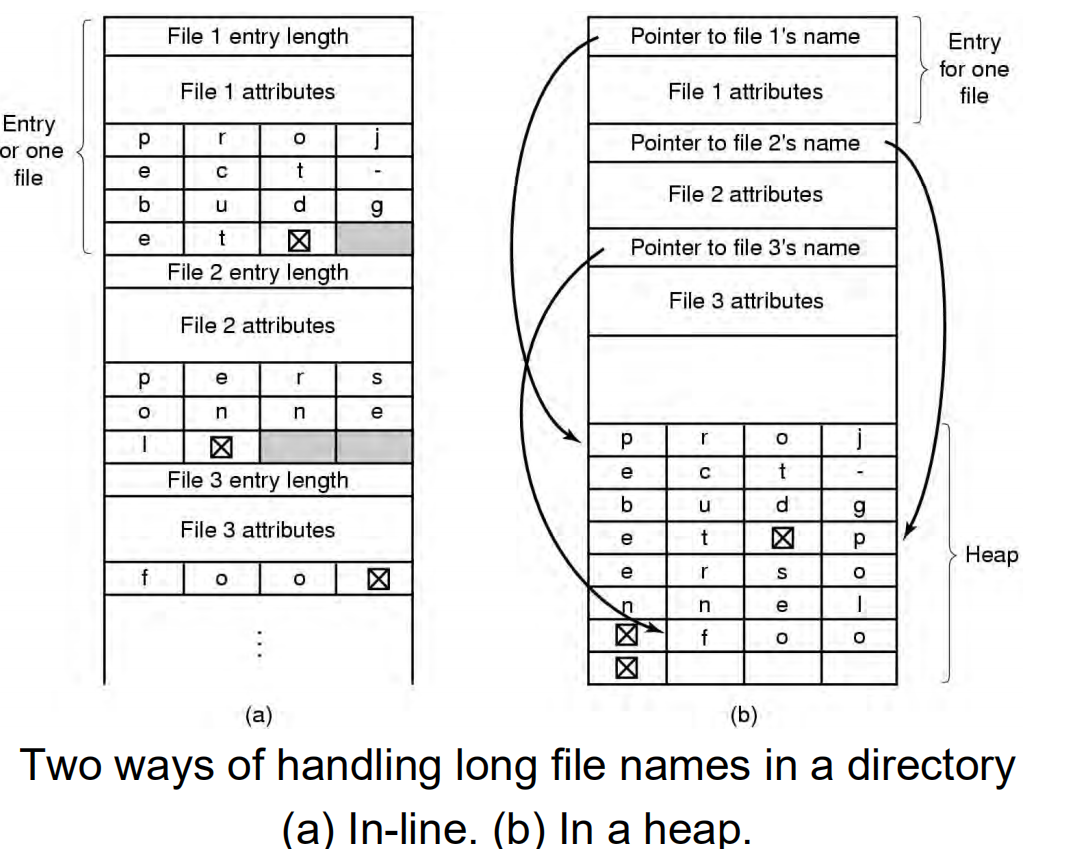 File 1 entry length
File 1 attributes
Entry
or one
file
p r o j
e c t -
b u d g
e t ☒
File 2 entry length
File 2 attributes
p e r s
o n n e
l ☒
File 3 entry length
File 3 attributes
f o o ☒
⋮
(a)
Pointer to file 1's name
File 1 attributes
Entry
for one
file
Pointer to file 2's name
File 2 attributes
Pointer to file 3's name
File 3 attributes
p r o j
e c t -
b u d g
e t ☒ p
e r s o
n n e l
☒ f o o
☒
Heap
(b)
Two ways of handling long file names in a directory
(a) In-line. (b) In a heap.